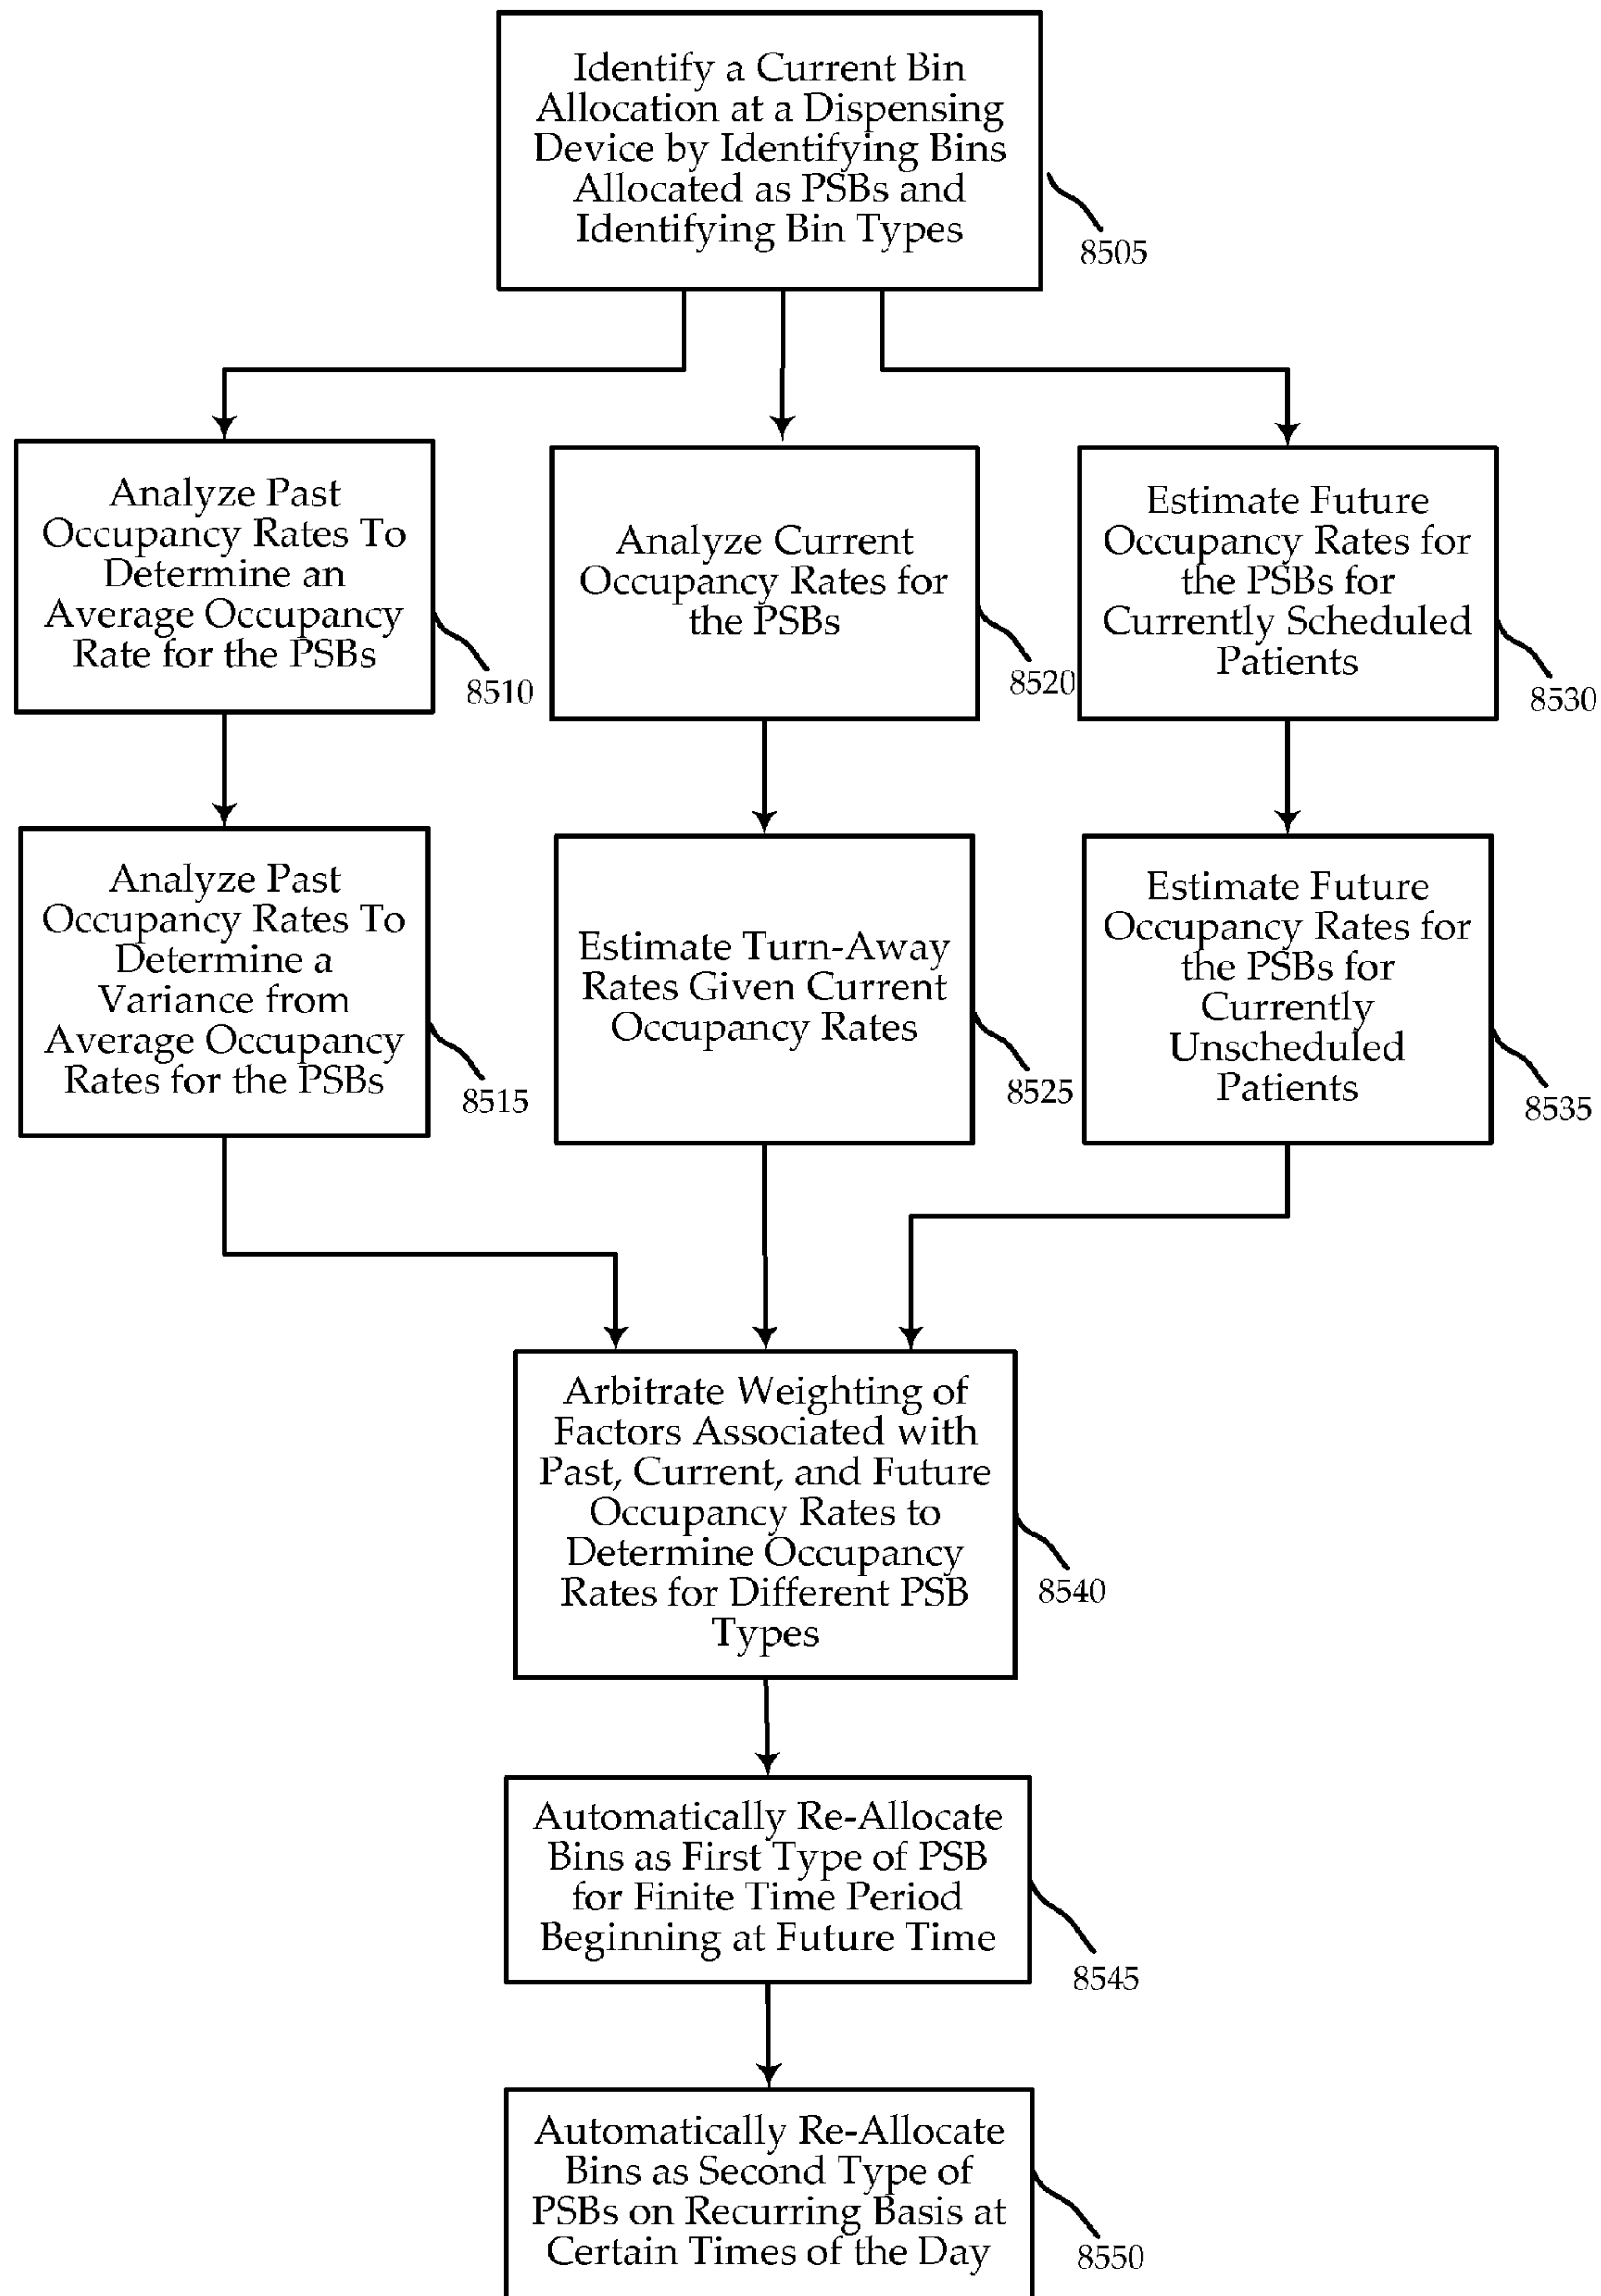 Identify a Current Bin
Allocation at a Dispensing
Device by Identifying Bins
Allocated as PSBs and
Identifying Bin Types
8505
Analyze Past
Occupancy Rates To
Determine an
Average Occupancy
Rate for the PSBs
8510
Analyze Current
Occupancy Rates for
the PSBs
8520
Estimate Future
Occupancy Rates for
the PSBs for
Currently Scheduled
Patients
8530
Analyze Past
Occupancy Rates To
Determine a
Variance from
Average Occupancy
Rates for the PSBs
8515
Estimate Turn-Away
Rates Given Current
Occupancy Rates
8525
Estimate Future
Occupancy Rates for
the PSBs for
Currently
Unscheduled
Patients
8535
Arbitrate Weighting of
Factors Associated with
Past, Current, and Future
Occupancy Rates to
Determine Occupancy
Rates for Different PSB
Types
8540
Automatically Re-Allocate
Bins as First Type of PSB
for Finite Time Period
Beginning at Future Time
8545
Automatically Re-Allocate
Bins as Second Type of
PSBs on Recurring Basis at
Certain Times of the Day
8550